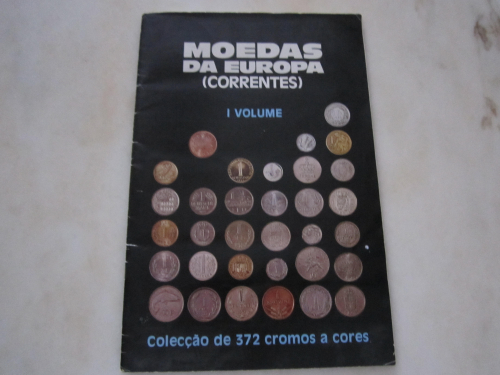 MOEDAS
DA EUROPA
(CORRENTES)
I VOLUME
Colecção de 372 cromos a cores